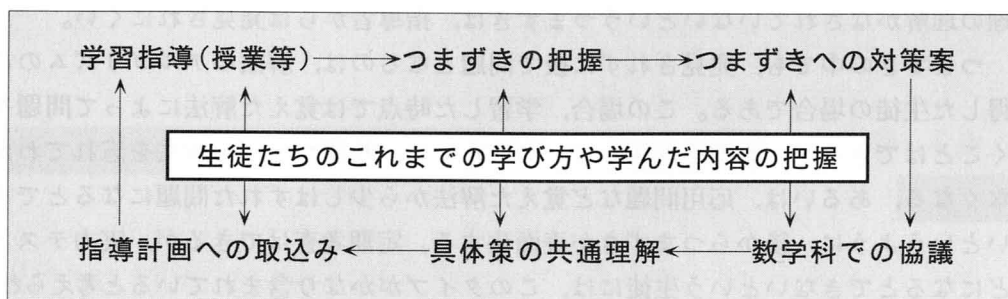 学習指導(授業等)→つまずきの把握→つまずきへの対策案
生徒たちのこれまでの学び方や学んだ内容の把握
指導計画への取込み←具体策の共通理解←数学科での協議